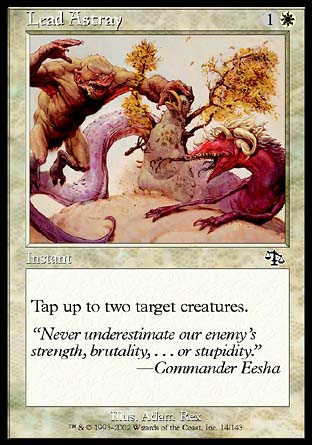 Lead Astray 1
Instant
Tap up to two target creatures.
“Never underestimate our enemy’s
strength, brutality, . . . or stupidity.”
—Commander Eesha
Illus. Adam Rex
™ & © 1993–2002 Wizards of the Coast, Inc. 14/143